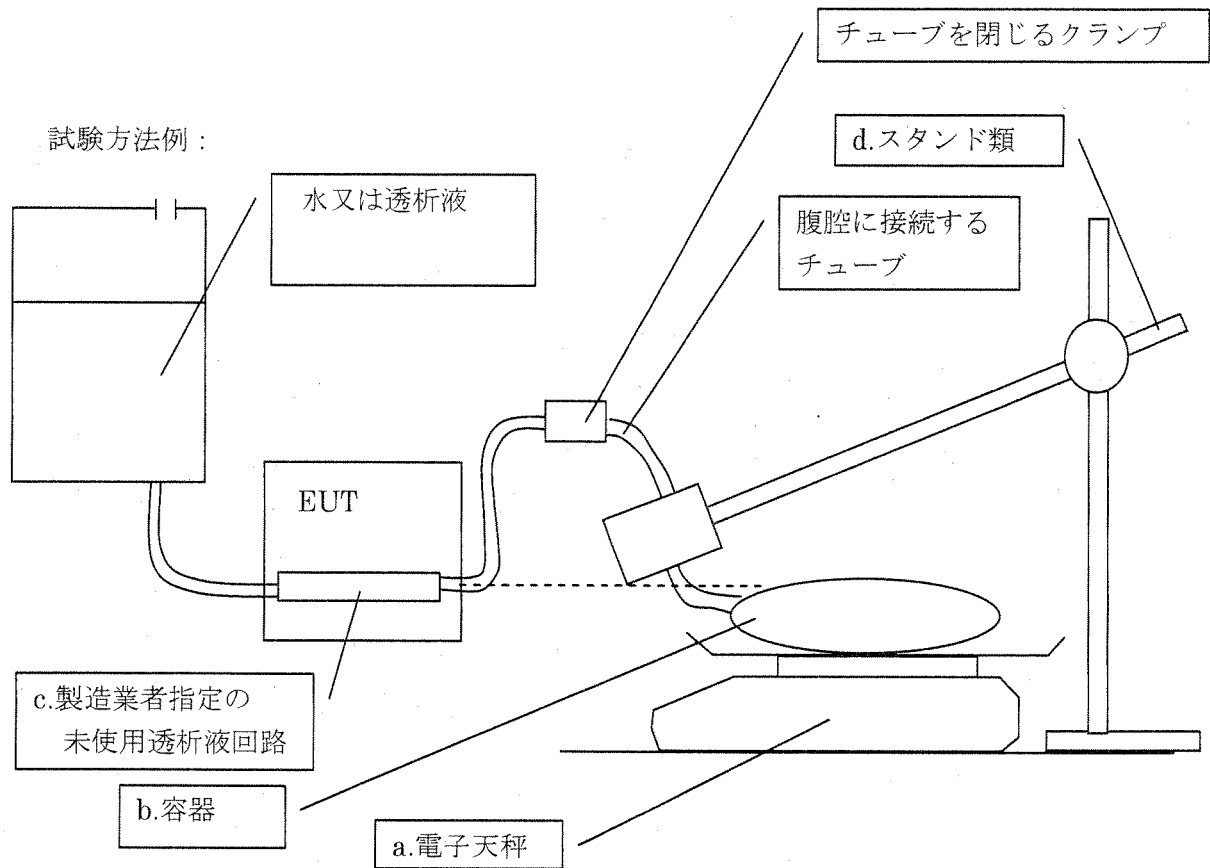 チューブを閉じるクランプ
試験方法例：
d.スタンド類
水又は透析液
腹腔に接続する
チューブ
EUT
c.製造業者指定の
未使用透析液回路
b.容器
a.電子天秤